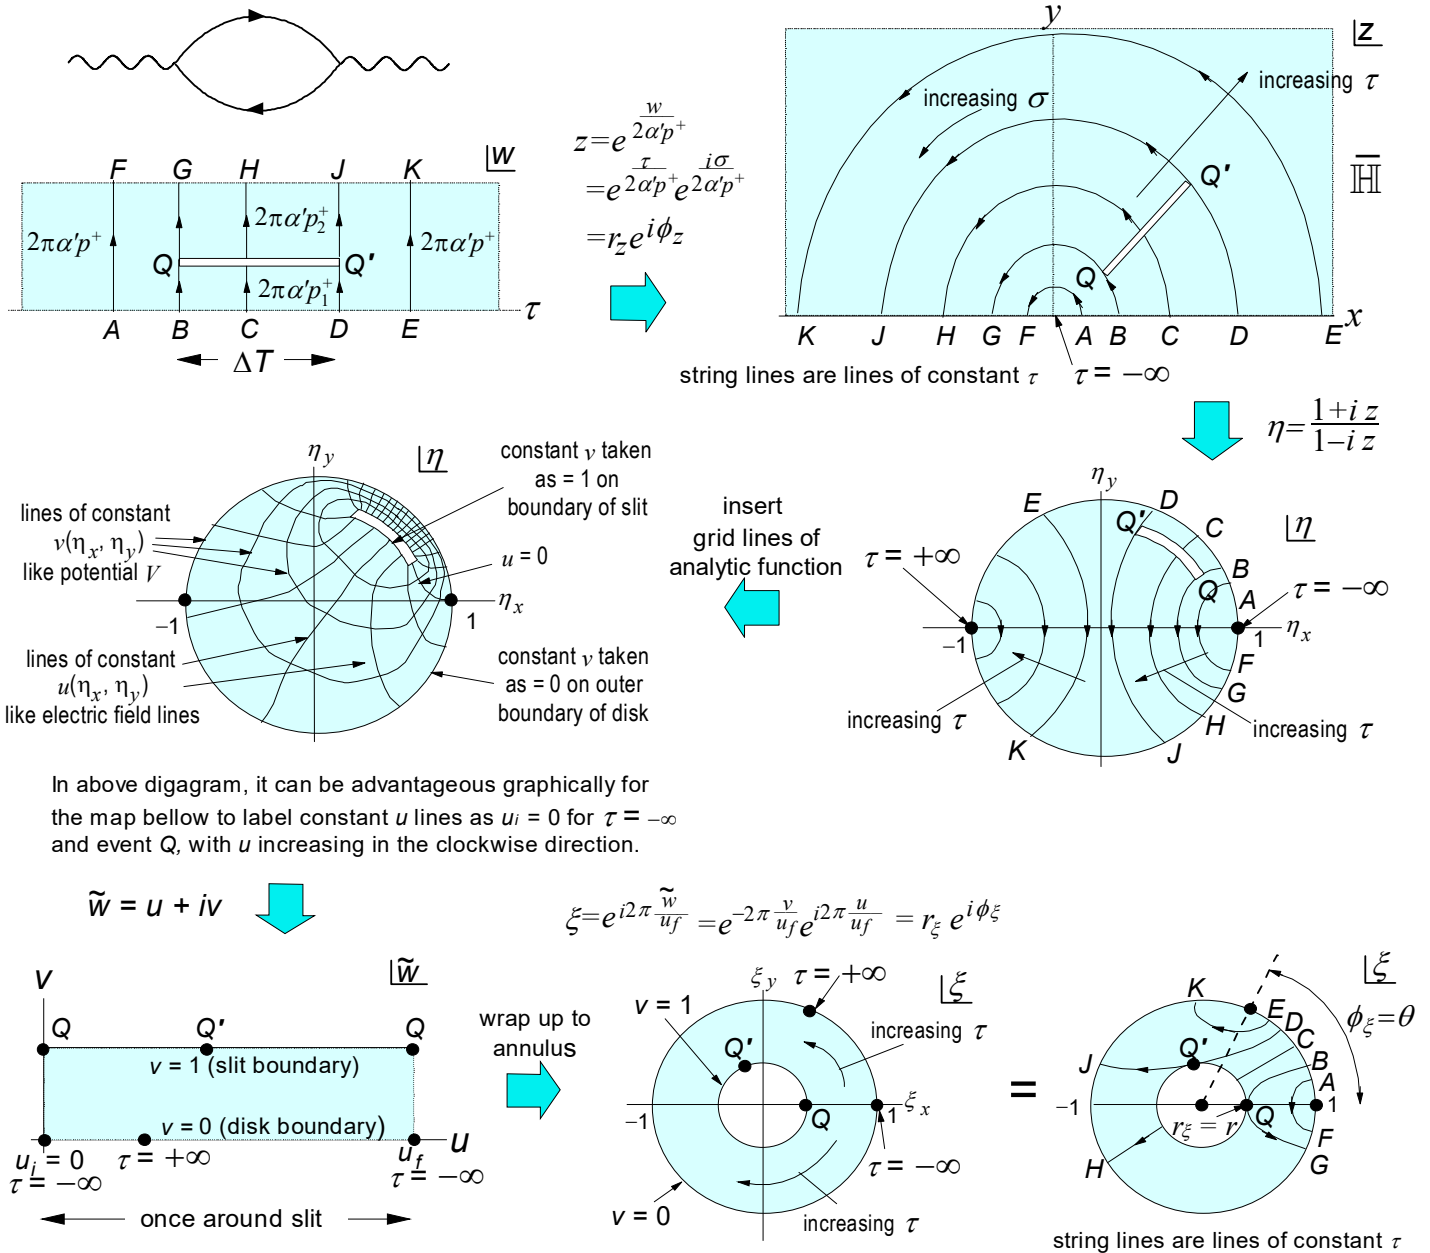 F G H J K
w
2πα′p⁺
2πα′p₂⁺
2πα′p⁺
Q Q'
2πα′p₁⁺
τ
A B C D E
ΔT
z=e^{w/2α′p⁺}
=e^{τ/2α′p⁺}e^{iσ/2α′p⁺}
=r_z e^{iϕ_z}
y
z
increasing τ
increasing σ
Q'
ℍ̅
Q
x
K J H G F A B C D E
string lines are lines of constant τ τ = −∞
η=(1+i z)/(1−i z)
η_y
η
constant v taken
as = 1 on
boundary of slit
lines of constant
v(η_x, η_y)
like potential V
u = 0
−1
1
η_x
lines of constant
u(η_x, η_y)
like electric field lines
constant v taken
as = 0 on outer
boundary of disk
insert
grid lines of
analytic function
η_y
η
E D
Q' C
B
Q
A
τ = +∞
τ = −∞
−1
1 η_x
F
G
H
J
K
increasing τ
increasing τ
In above digagram, it can be advantageous graphically for
the map bellow to label constant u lines as uᵢ = 0 for τ = −∞
and event Q, with u increasing in the clockwise direction.
w̃ = u + iv
ξ=e^{i2π w̃/u_f} =e^{−2π v/u_f}e^{i2π u/u_f} = r_ξ e^{iϕ_ξ}
v
w̃
Q Q' Q
v = 1 (slit boundary)
v = 0 (disk boundary)
u
u_i = 0 τ = +∞ u_f
τ = −∞ τ = −∞
once around slit
wrap up to
annulus
ξ_y τ = +∞
ξ
v = 1
increasing τ
Q'
−1
Q
1
ξ_x
τ = −∞
v = 0
increasing τ
=
ξ
K
E D
C
B
A
ϕ_ξ=θ
J
Q'
−1
Q
1
r_ξ = r
F
G
H
string lines are lines of constant τ